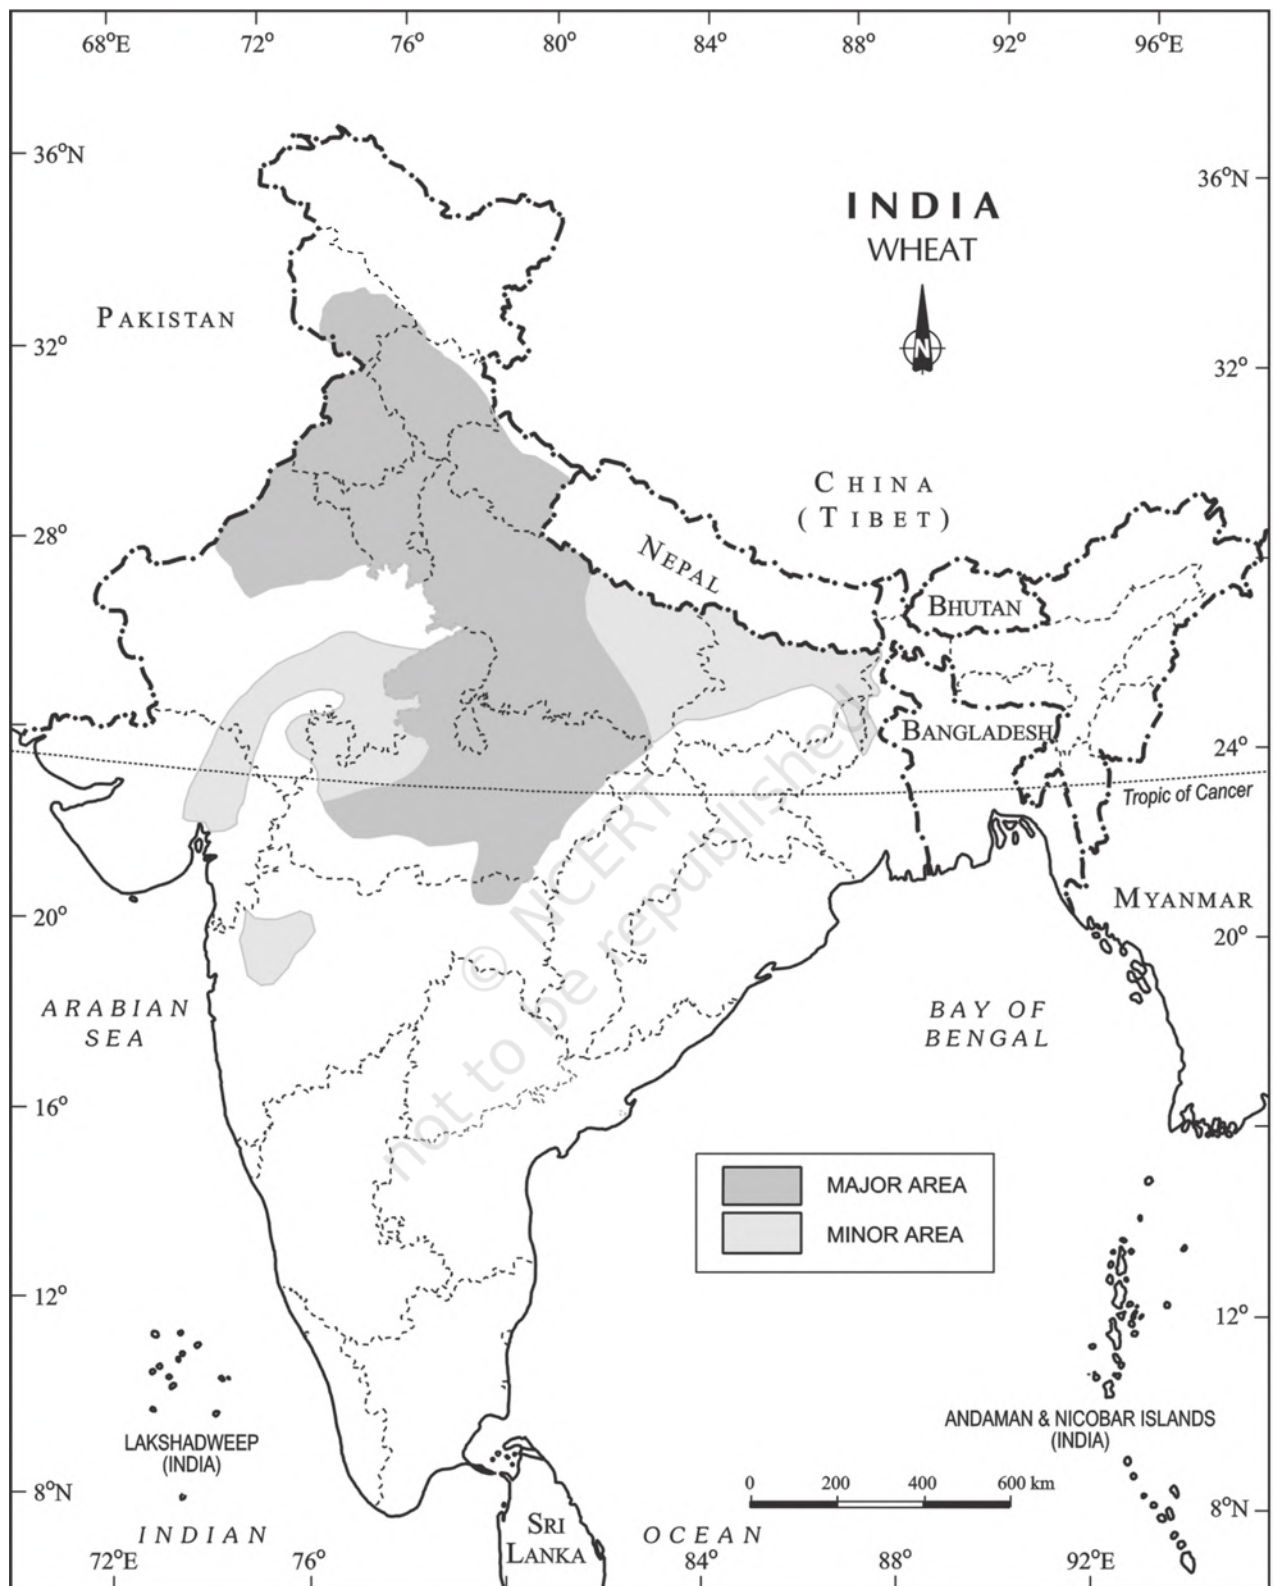 68°E 72° 76° 80° 84° 88° 92° 96°E
36°N
36°N
INDIA
WHEAT
N
PAKISTAN
32°
32°
CHINA
(TIBET)
28°
NEPAL
BHUTAN
BANGLADESH
24°
Tropic of Cancer
© NCERT
not to be republished
MYANMAR
20°
20°
ARABIAN
SEA
BAY OF
BENGAL
16°
MAJOR AREA
MINOR AREA
12°
12°
LAKSHADWEEP
(INDIA)
ANDAMAN & NICOBAR ISLANDS
(INDIA)
0 200 400 600 km
8°N
8°N
INDIAN
OCEAN
SRI
LANKA
72°E 76° 84° 88° 92°E